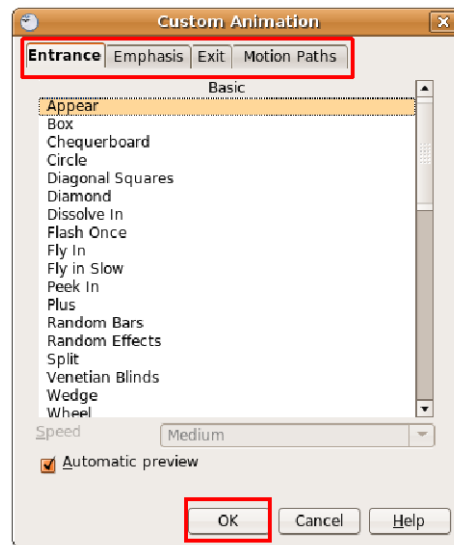 Custom Animation
Entrance Emphasis Exit Motion Paths
Basic
Appear
Box
Chequerboard
Circle
Diagonal Squares
Diamond
Dissolve In
Flash Once
Fly In
Fly in Slow
Peek In
Plus
Random Bars
Random Effects
Split
Venetian Blinds
Wedge
Wheel
Speed Medium
Automatic preview
OK Cancel Help